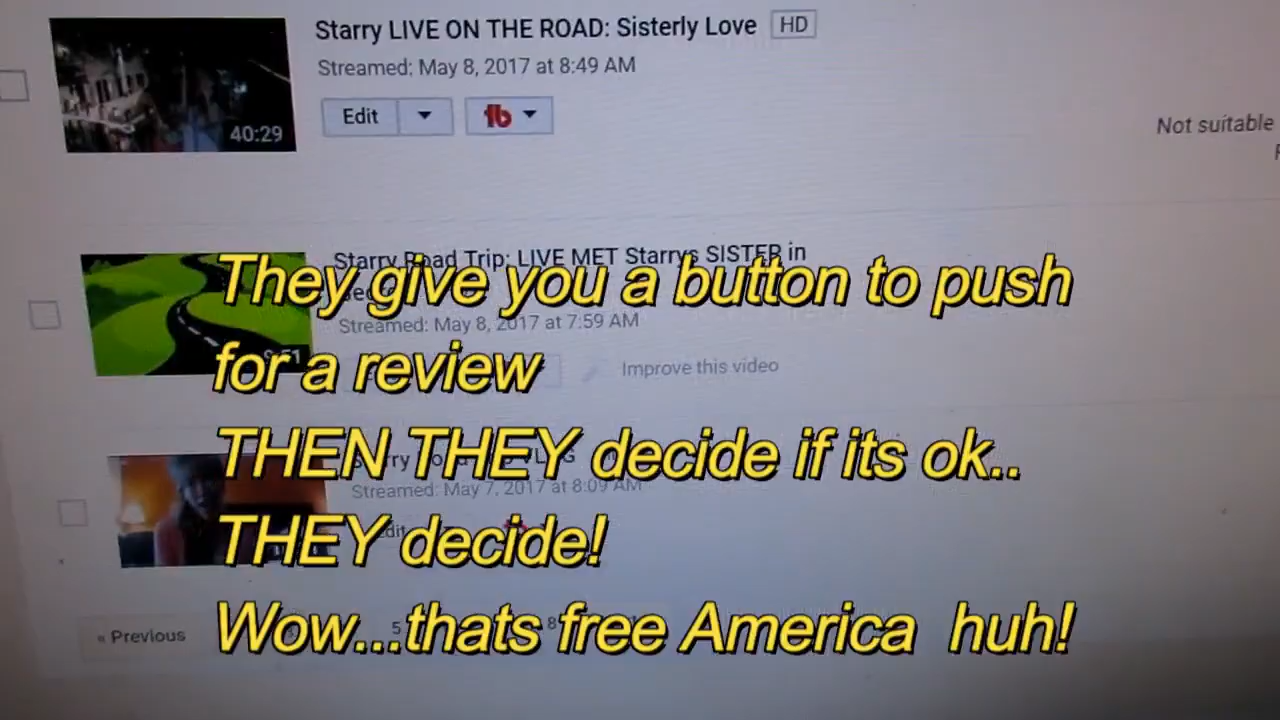 Starry LIVE ON THE ROAD: Sisterly Love HD
Streamed: May 8, 2017 at 8:49 AM
Edit
40:29
Not suitable
Starry Road Trip: LIVE MET Starrys SISTER in
They give you a button to push
Streamed: May 8, 2017 at 7:59 AM
for a review
Improve this video
THEN THEY decide if its ok..
Streamed: May 7, 2017 at 8:09 AM
THEY decide!
« Previous
5
8
Wow...thats free America huh!